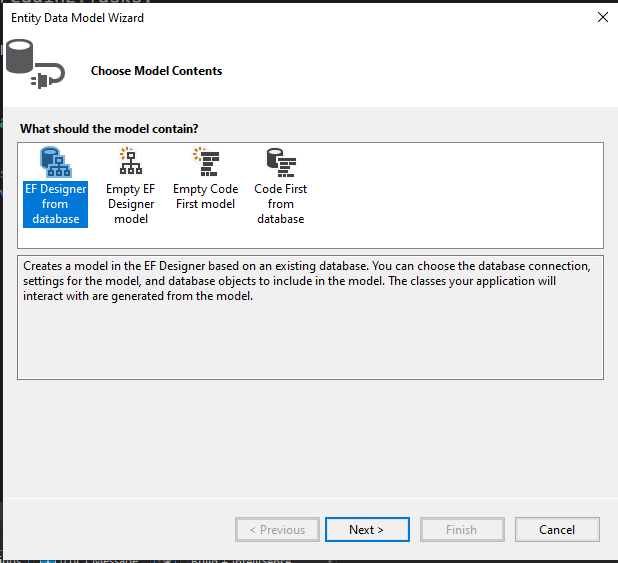 Entity Data Model Wizard
Choose Model Contents
What should the model contain?
EF Designer
from
database
Empty EF
Designer
model
Empty Code
First model
Code First
from
database
Creates a model in the EF Designer based on an existing database. You can choose the database connection,
settings for the model, and database objects to include in the model. The classes your application will
interact with are generated from the model.
< Previous
Next >
Finish
Cancel